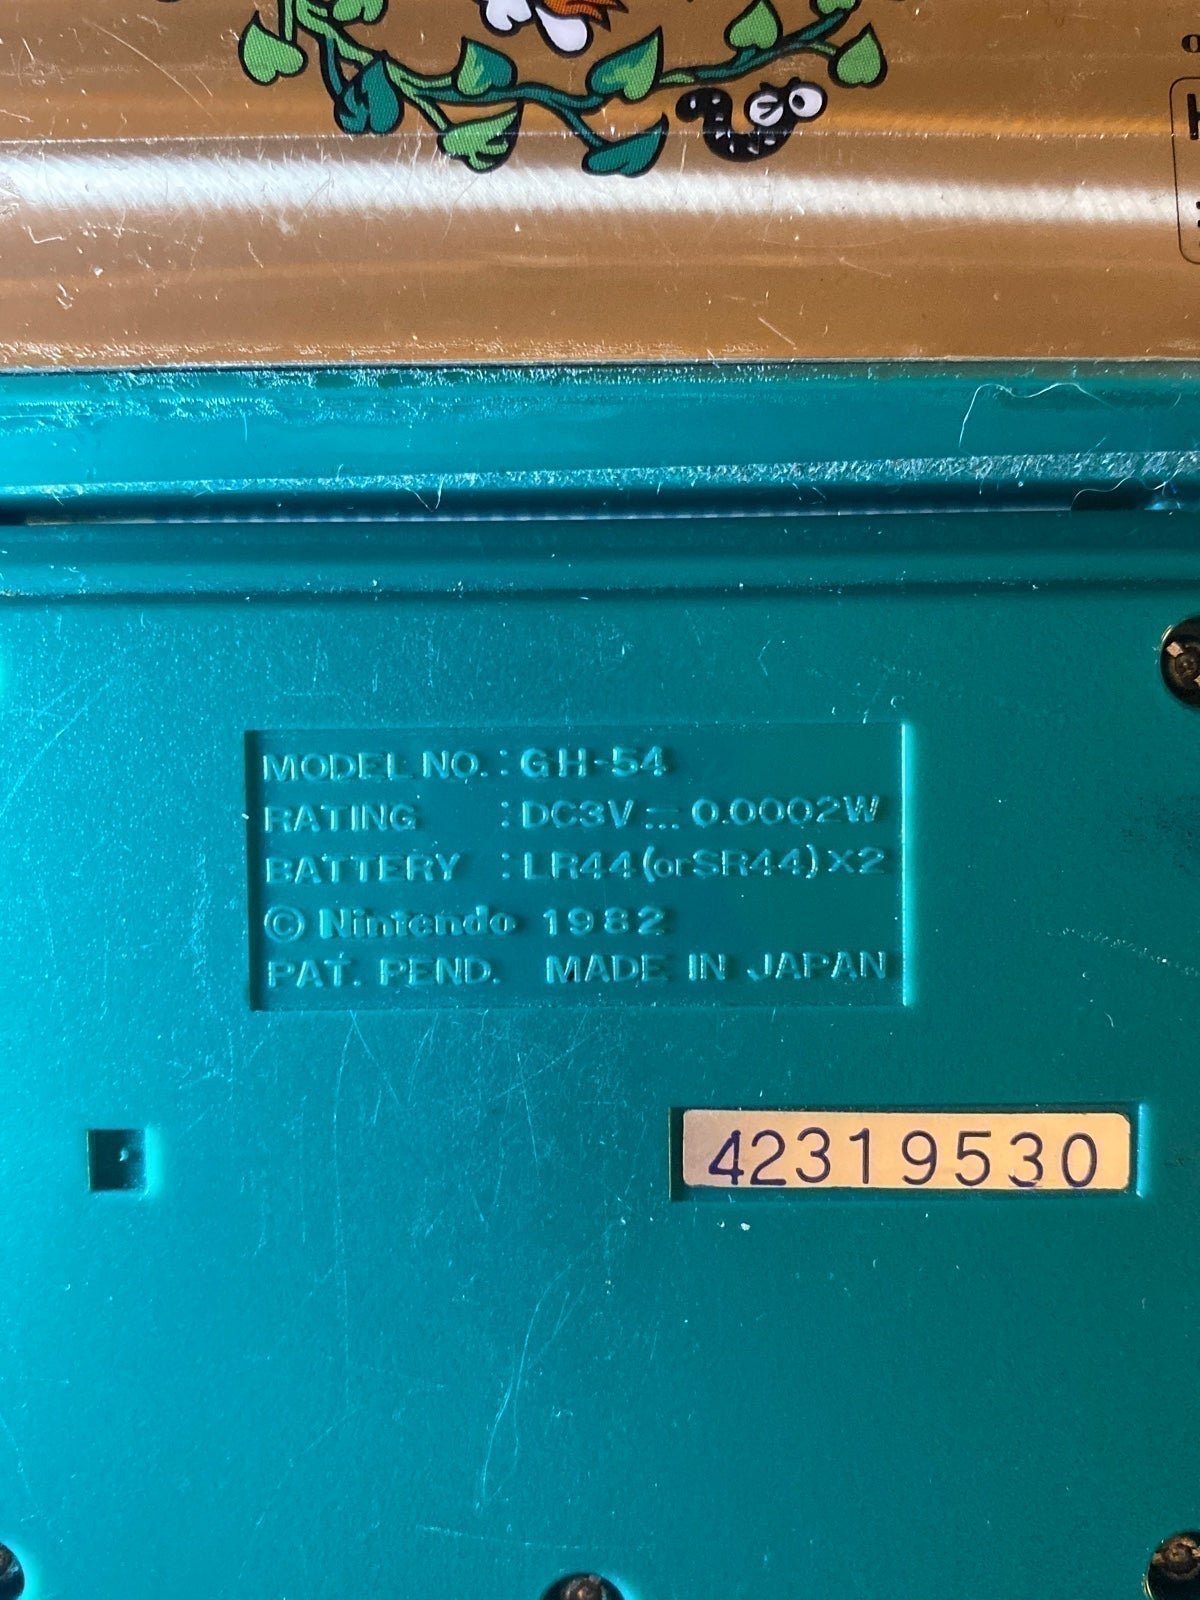 MODEL NO. : GH-54
RATING : DC3V ⎓ 0.0002W
BATTERY : LR44 (or SR44) X2
© Nintendo 1982
PAT. PEND. MADE IN JAPAN
42319530